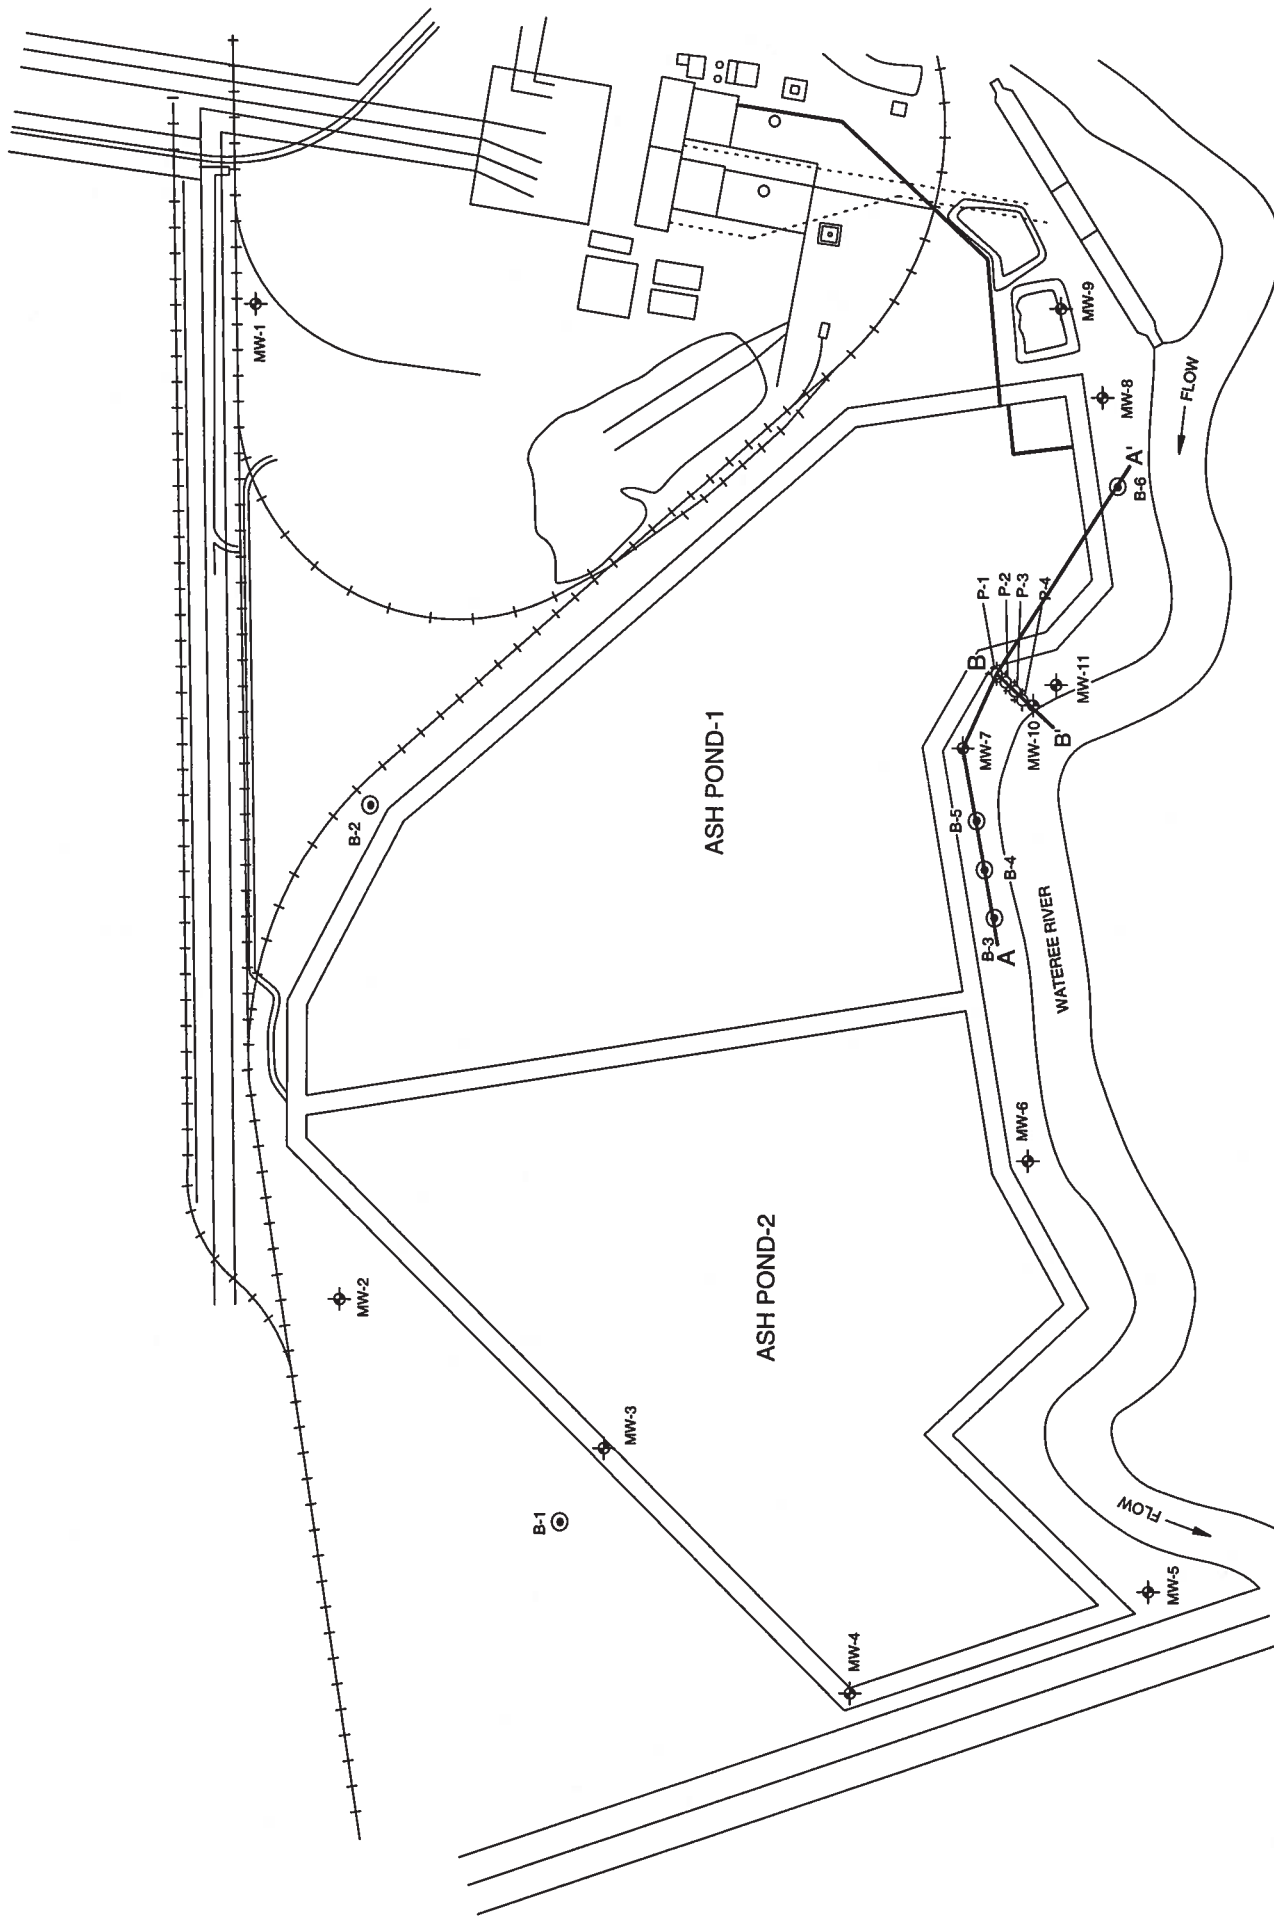 MW-1
MW-9
FLOW
MW-8
A'
B-6
P-1
P-2
P-3
P-4
B
MW-11
MW-10
B'
MW-7
ASH POND-1
B-2
B-5
B-4
B-3
A
WATEREE RIVER
MW-6
ASH POND-2
MW-2
MW-3
B-1
FLOW
MW-5
MW-4